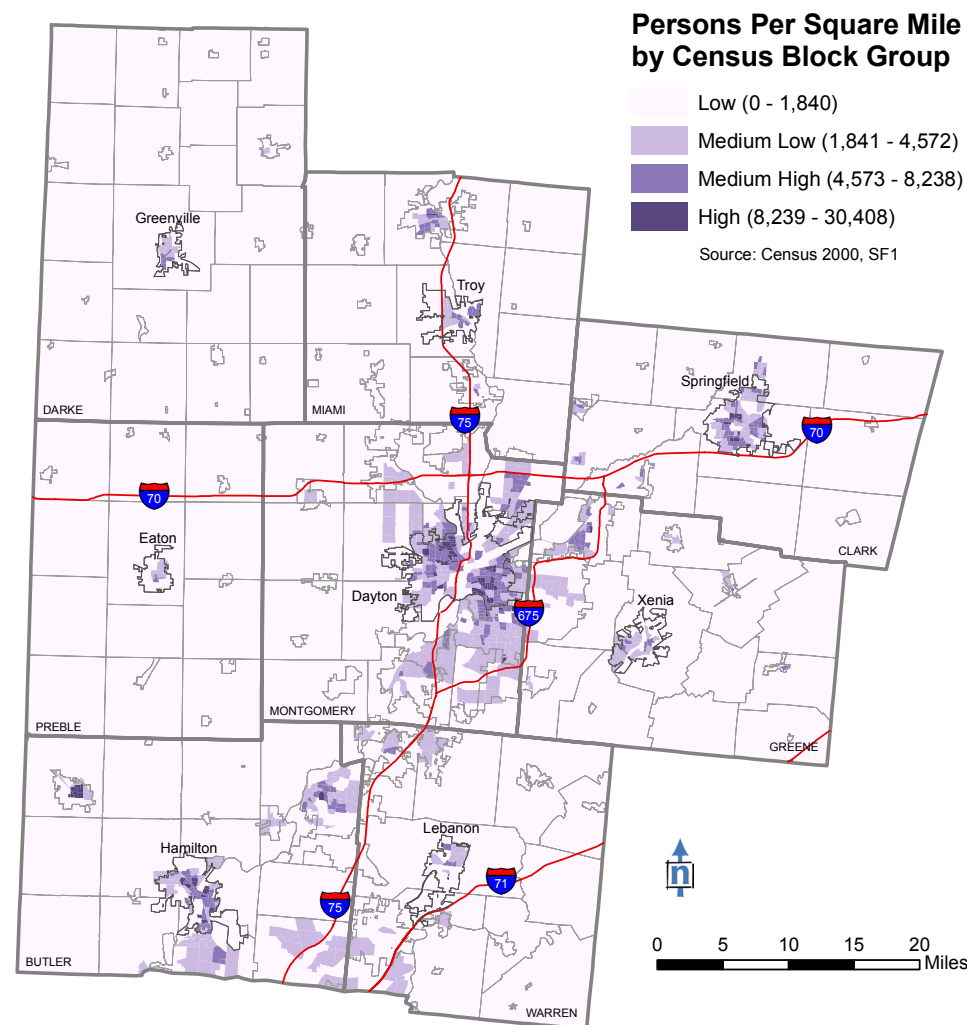 Persons Per Square Mile
by Census Block Group
Low (0 - 1,840)
Medium Low (1,841 - 4,572)
Medium High (4,573 - 8,238)
High (8,239 - 30,408)
Source: Census 2000, SF1
Greenville
Troy
Springfield
DARKE
MIAMI
75
70
70
Eaton
CLARK
Dayton
675
Xenia
PREBLE
MONTGOMERY
GREENE
Hamilton
Lebanon
71
75
n
BUTLER
WARREN
0 5 10 15 20
Miles